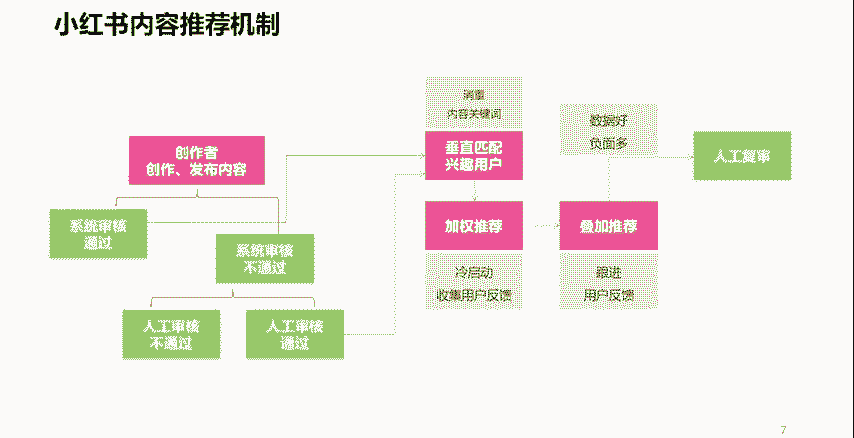 小红书内容推荐机制
内容关键词
创作者
创作、发布内容
垂直匹配
兴趣用户
数据好
负面多
人工复审
系统审核
通过
系统审核
不通过
加权推荐
叠加推荐
冷启动
收集用户反馈
跟进
用户反馈
人工审核
不通过
人工审核
通过
7